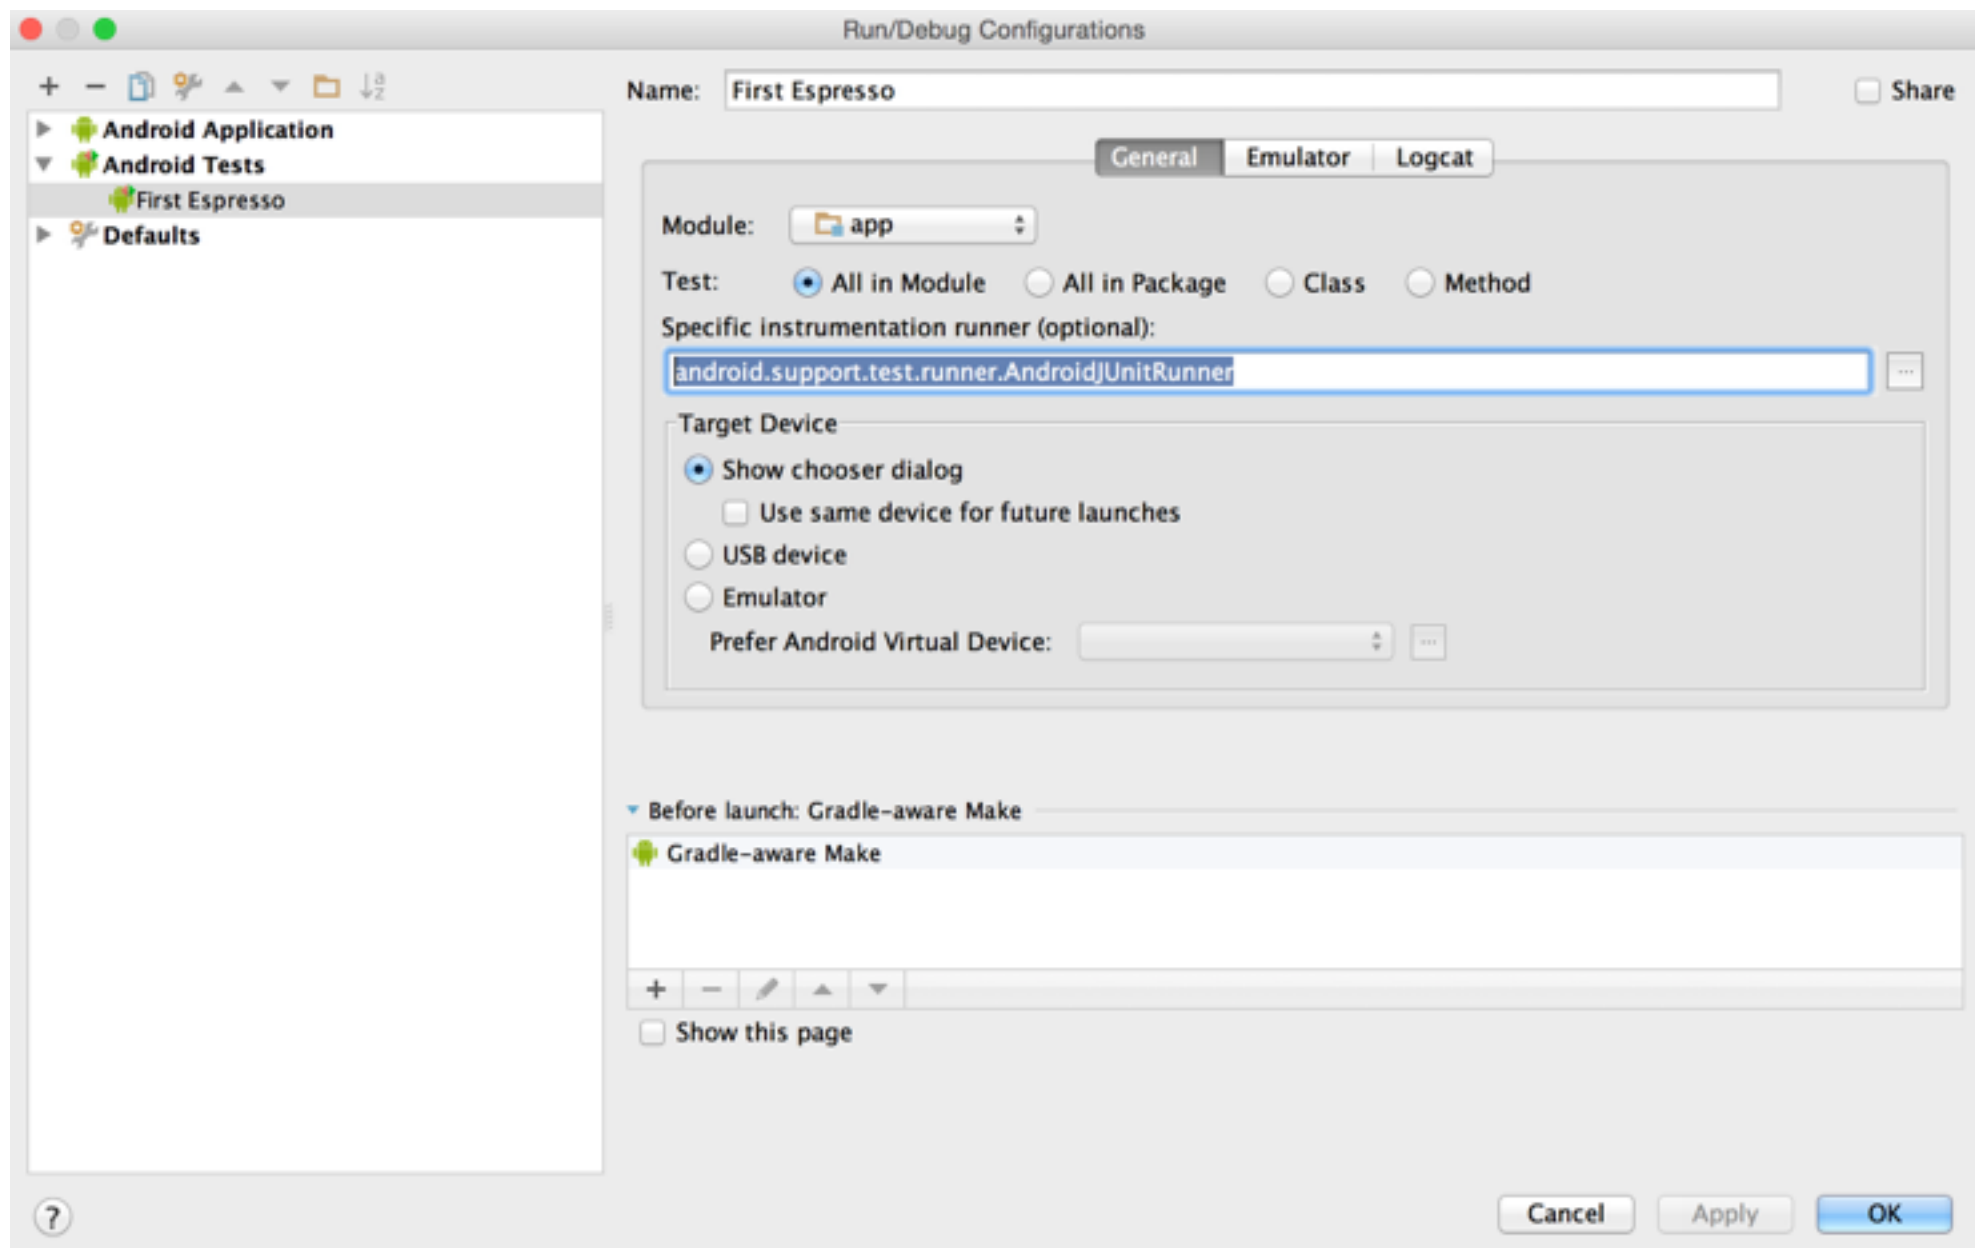 Run/Debug Configurations
Android Application
Android Tests
First Espresso
Defaults
Name: First Espresso
Share
General Emulator Logcat
Module: app
Test: All in Module All in Package Class Method
Specific instrumentation runner (optional):
android.support.test.runner.AndroidJUnitRunner
...
Target Device
Show chooser dialog
Use same device for future launches
USB device
Emulator
Prefer Android Virtual Device: ...
Before launch: Gradle-aware Make
Gradle-aware Make
Show this page
? Cancel Apply OK